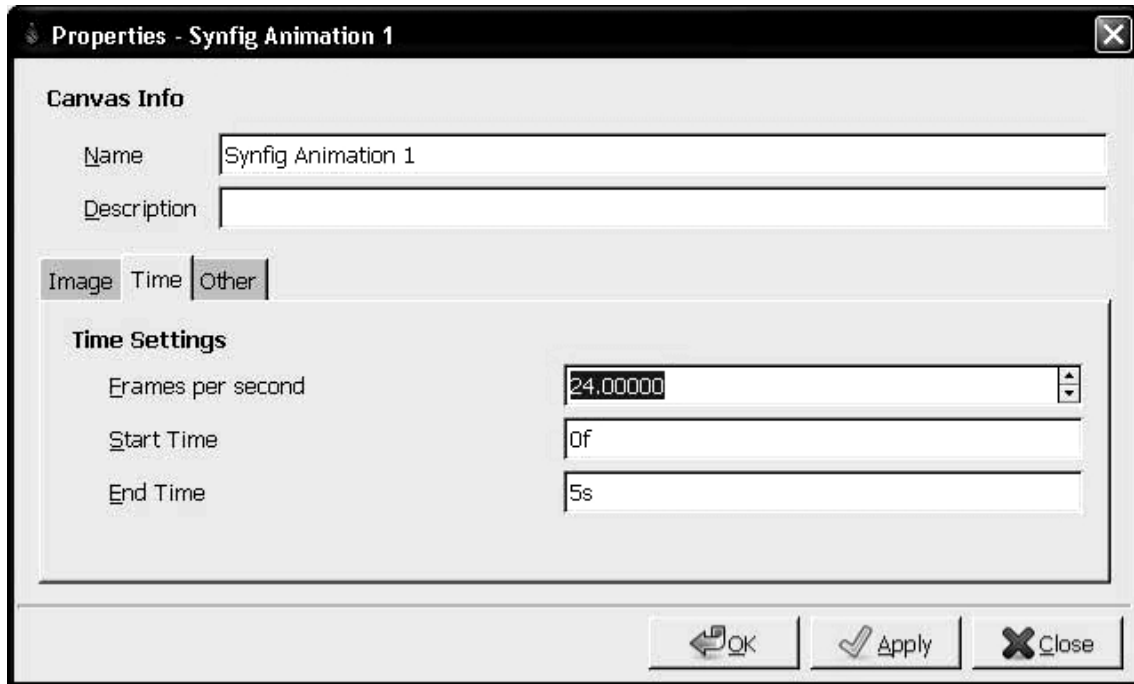 Properties - Synfig Animation 1
Canvas Info
Name Synfig Animation 1
Description
Image Time Other
Time Settings
Frames per second 24.00000
Start Time 0f
End Time 5s
OK Apply Close